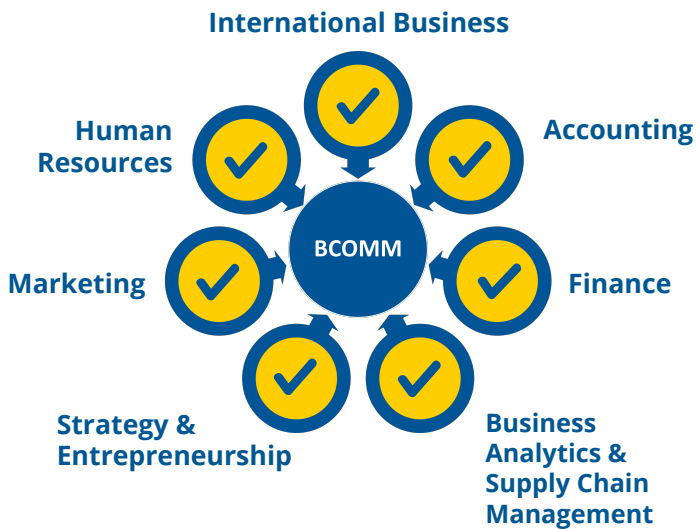 International Business
Human
Resources
Accounting
BCOMM
Marketing
Finance
Strategy &
Entrepreneurship
Business
Analytics &
Supply Chain
Management